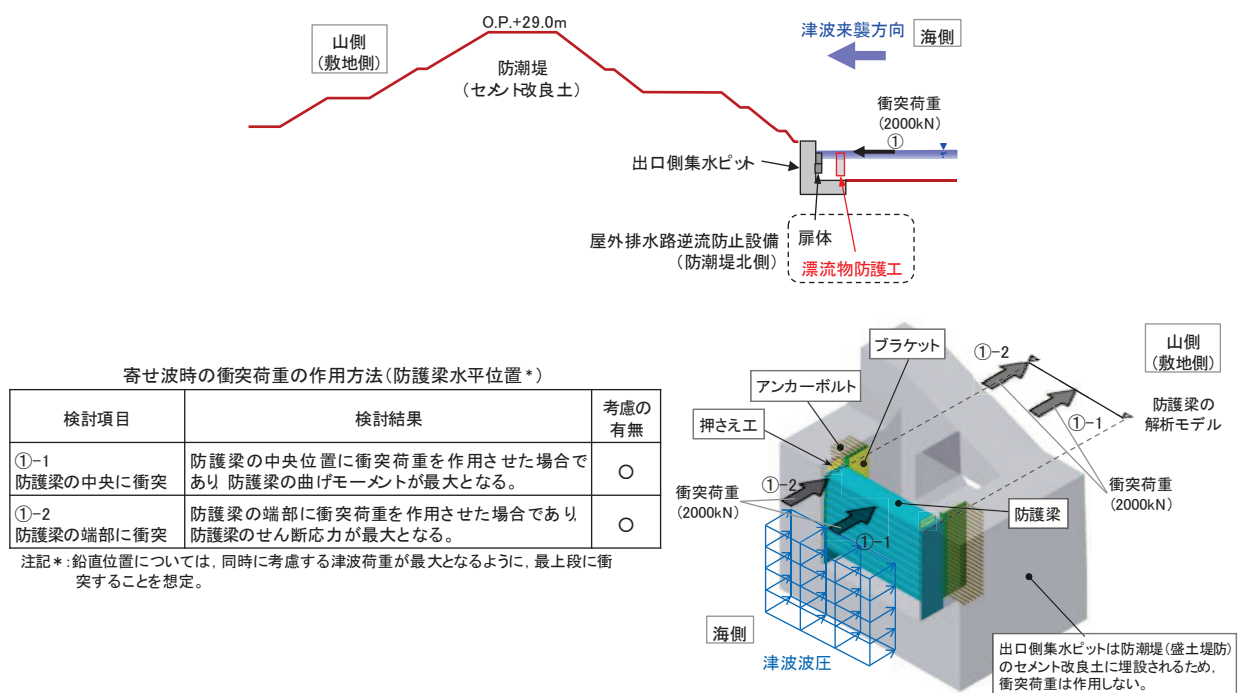 O.P.+29.0m
山側
(敷地側)
防潮堤
(セメント改良土)
津波来襲方向
海側
衝突荷重
(2000kN)
①
出口側集水ピット
屋外排水路逆流防止設備
(防潮堤北側)
扉体
漂流物防護工
寄せ波時の衝突荷重の作用方法(防護梁水平位置*)
検討項目
検討結果
考慮の
有無
①-1
防護梁の中央に衝突
防護梁の中央位置に衝突荷重を作用させた場合で
あり 防護梁の曲げモーメントが最大となる。
○
①-2
防護梁の端部に衝突
防護梁の端部に衝突荷重を作用させた場合であり
防護梁のせん断応力が最大となる。
○
注記*:鉛直位置については, 同時に考慮する津波荷重が最大となるように, 最上段に衝
突することを想定。
ブラケット
アンカーボルト
押さえ工
①-2
山側
(敷地側)
①-1
防護梁の
解析モデル
衝突荷重
(2000kN)
①-2
衝突荷重
(2000kN)
防護梁
①-1
海側
津波波圧
出口側集水ピットは防潮堤(盛土堤防)
のセメント改良土に埋設されるため,
衝突荷重は作用しない。